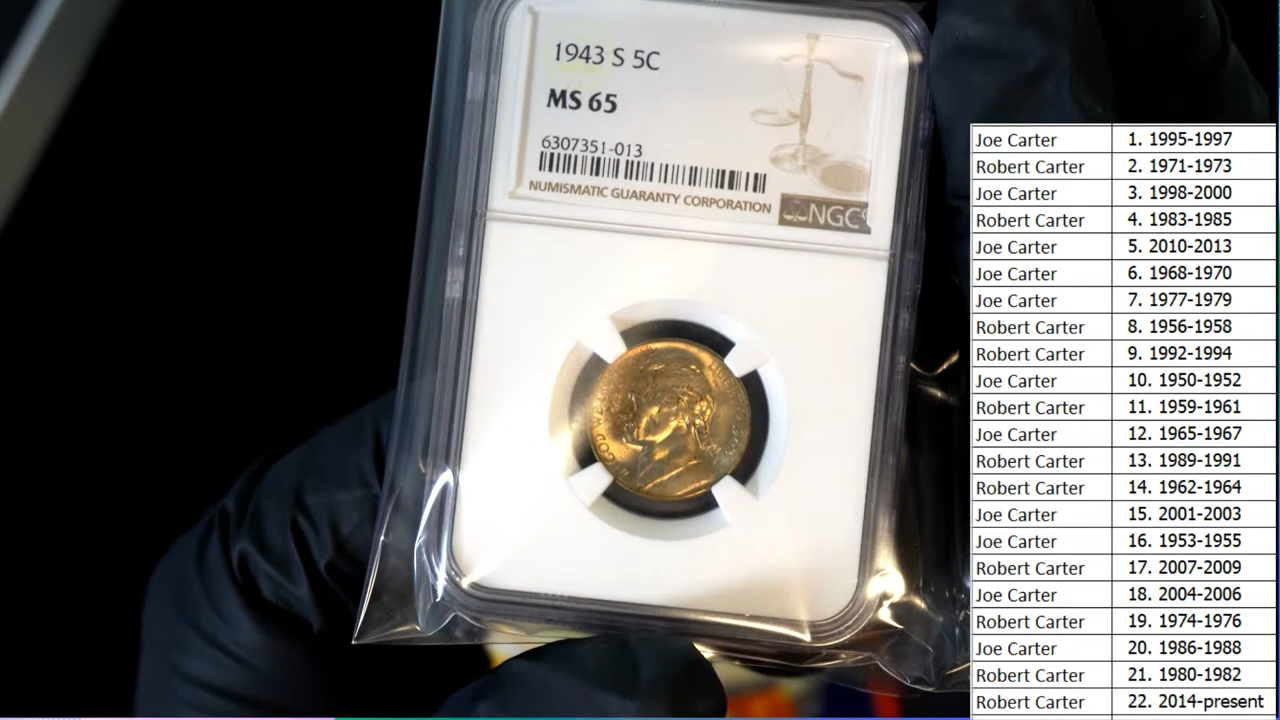 1943 S 5C
MS 65
6307351-013
NUMISMATIC GUARANTY CORPORATION
NGC
GOD WE
Joe Carter 1. 1995-1997
Robert Carter 2. 1971-1973
Joe Carter 3. 1998-2000
Robert Carter 4. 1983-1985
Joe Carter 5. 2010-2013
Joe Carter 6. 1968-1970
Joe Carter 7. 1977-1979
Robert Carter 8. 1956-1958
Robert Carter 9. 1992-1994
Joe Carter 10. 1950-1952
Robert Carter 11. 1959-1961
Joe Carter 12. 1965-1967
Robert Carter 13. 1989-1991
Robert Carter 14. 1962-1964
Joe Carter 15. 2001-2003
Joe Carter 16. 1953-1955
Robert Carter 17. 2007-2009
Joe Carter 18. 2004-2006
Robert Carter 19. 1974-1976
Joe Carter 20. 1986-1988
Robert Carter 21. 1980-1982
Robert Carter 22. 2014-present